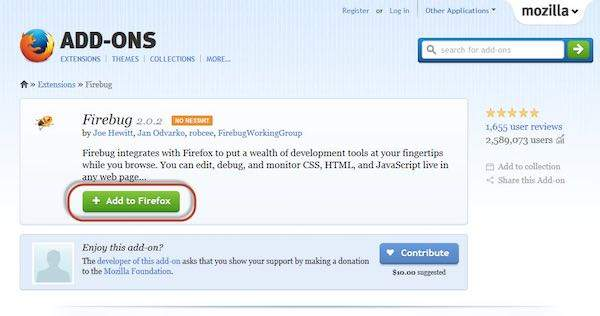 Register or Log in Other Applications mozilla
ADD-ONS
EXTENSIONS | THEMES | COLLECTIONS | MORE...
search for add-ons
» Extensions » Firebug
Firebug 2.0.2 NO RESTART
by Joe Hewitt, Jan Odvarko, robcee, FirebugWorkingGroup
Firebug integrates with Firefox to put a wealth of development tools at your fingertips
while you browse. You can edit, debug, and monitor CSS, HTML, and JavaScript live in
any web page...
+ Add to Firefox
1,655 user reviews
2,589,073 users
Add to collection
Share this Add-on
Enjoy this add-on?
The developer of this add-on asks that you show your support by making a donation
to the Mozilla Foundation.
Contribute
$10.00 suggested